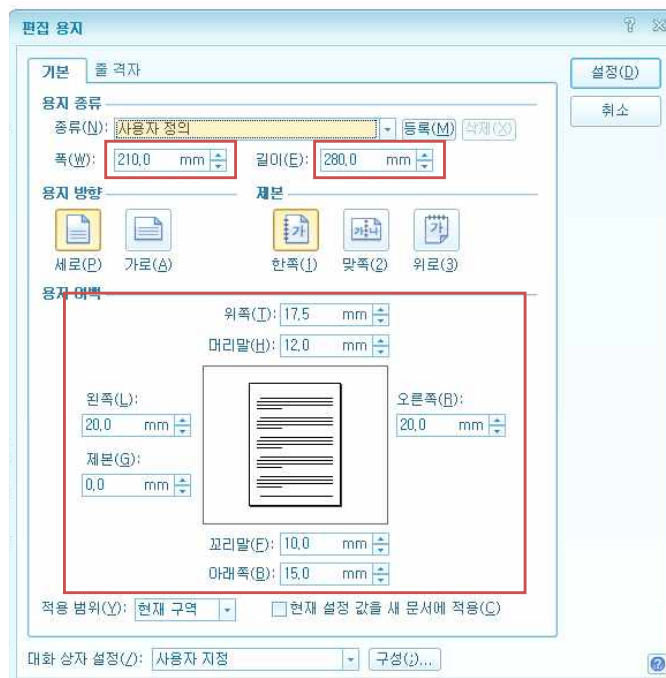 편집 용지
기본 줄 격자
설정(D)
취소
용지 종류
종류(N): 사용자 정의 등록(M) 삭제(X)
폭(W): 210,0 mm 길이(E): 280,0 mm
용지 방향 제본
가 가나 가
세로(P) 가로(A) 한쪽(1) 맞쪽(2) 위로(3)
용지 여백
위쪽(T): 17,5 mm
머리말(H): 12,0 mm
왼쪽(L): 오른쪽(R):
20,0 mm 20,0 mm
제본(G):
0,0 mm
꼬리말(F): 10,0 mm
아래쪽(B): 15,0 mm
적용 범위(Y): 현재 구역 현재 설정 값을 새 문서에 적용(C)
대화 상자 설정(/): 사용자 지정 구성(;)...